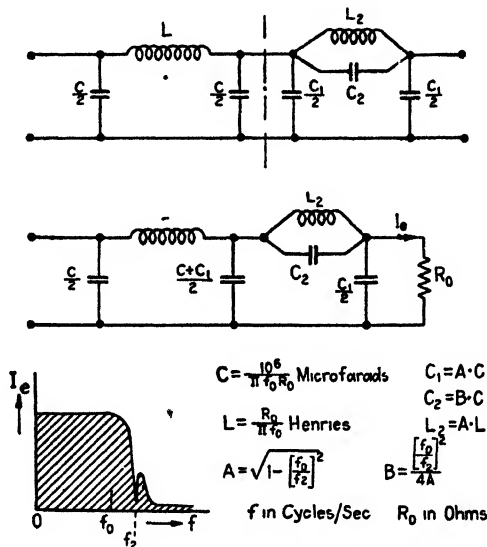 L
L₂
C/2
C/2
C₁/2
C₂
C₁/2
L₂
Iₑ
C/2
C+C₁/2
C₂
C₁/2
R₀
Iₑ
0 f₀ f₂ f
C = 10⁶/π f₀ R₀ Microfarads C₁=A·C
C₂=B·C
L = R₀/π f₀ Henries L₂=A·L
A = √1-[f₀/f₂]² B = [f₀/f₂]²/4A
f in Cycles/Sec R₀ in Ohms